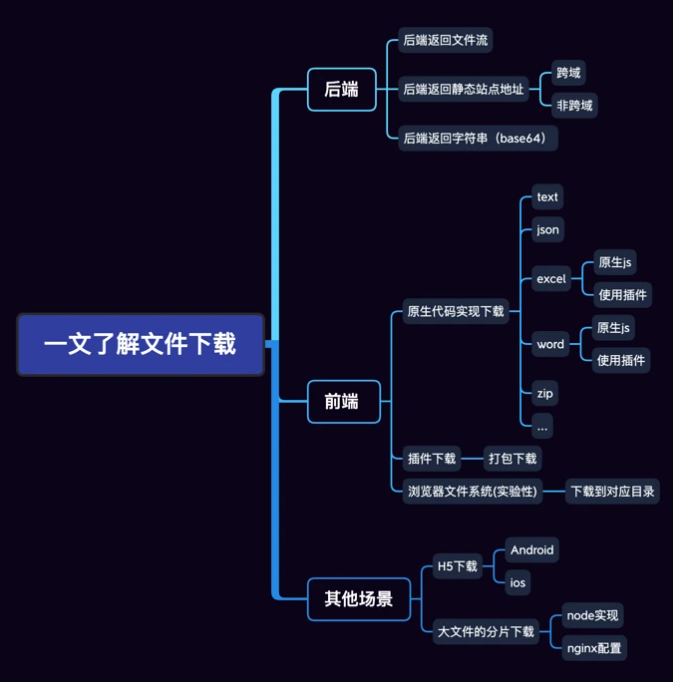 一文了解文件下载
后端
后端返回文件流
后端返回静态站点地址
跨域
非跨域
后端返回字符串（base64）
前端
原生代码实现下载
text
json
excel
原生js
使用插件
word
原生js
使用插件
zip
...
插件下载
打包下载
浏览器文件系统(实验性)
下载到对应目录
其他场景
H5下载
Android
ios
大文件的分片下载
node实现
nginx配置